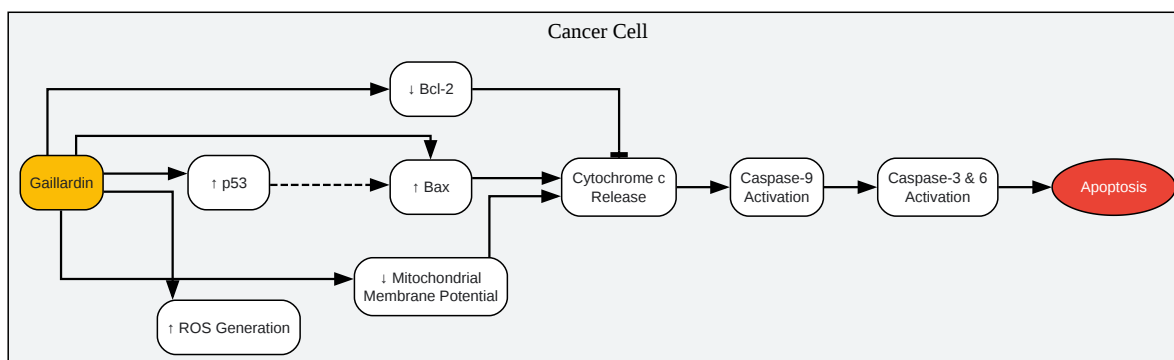 Cancer Cell
↓ Bcl-2
Gaillardin
↑ p53
↑ Bax
Cytochrome c
Release
Caspase-9
Activation
Caspase-3 & 6
Activation
Apoptosis
↓ Mitochondrial
Membrane Potential
↑ ROS Generation